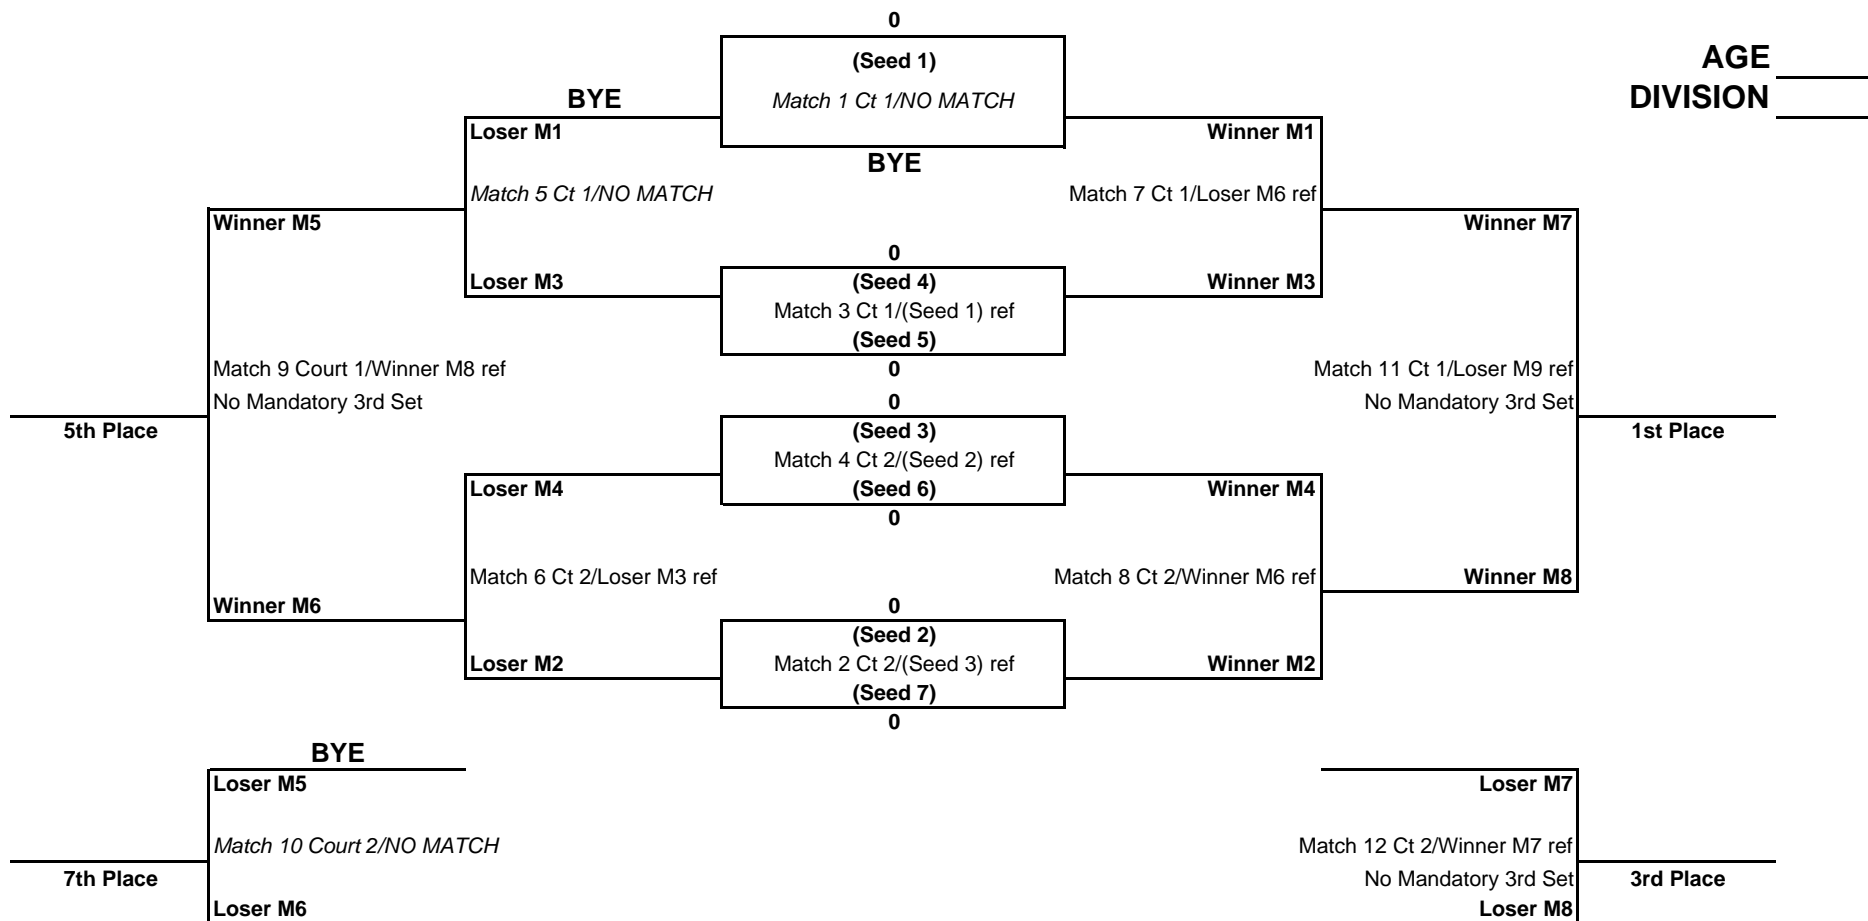 0
(Seed 1)
AGE
BYE
Match 1 Ct 1/NO MATCH
DIVISION
Loser M1
Winner M1
BYE
Match 5 Ct 1/NO MATCH
Match 7 Ct 1/Loser M6 ref
Winner M5
Winner M7
0
Loser M3
(Seed 4)
Winner M3
Match 3 Ct 1/(Seed 1) ref
(Seed 5)
Match 9 Court 1/Winner M8 ref
0
Match 11 Ct 1/Loser M9 ref
No Mandatory 3rd Set
0
No Mandatory 3rd Set
5th Place
(Seed 3)
1st Place
Match 4 Ct 2/(Seed 2) ref
Loser M4
(Seed 6)
Winner M4
0
Match 6 Ct 2/Loser M3 ref
Match 8 Ct 2/Winner M6 ref
Winner M8
Winner M6
0
(Seed 2)
Loser M2
Match 2 Ct 2/(Seed 3) ref
Winner M2
(Seed 7)
0
BYE
Loser M5
Loser M7
Match 10 Court 2/NO MATCH
Match 12 Ct 2/Winner M7 ref
7th Place
No Mandatory 3rd Set
3rd Place
Loser M6
Loser M8